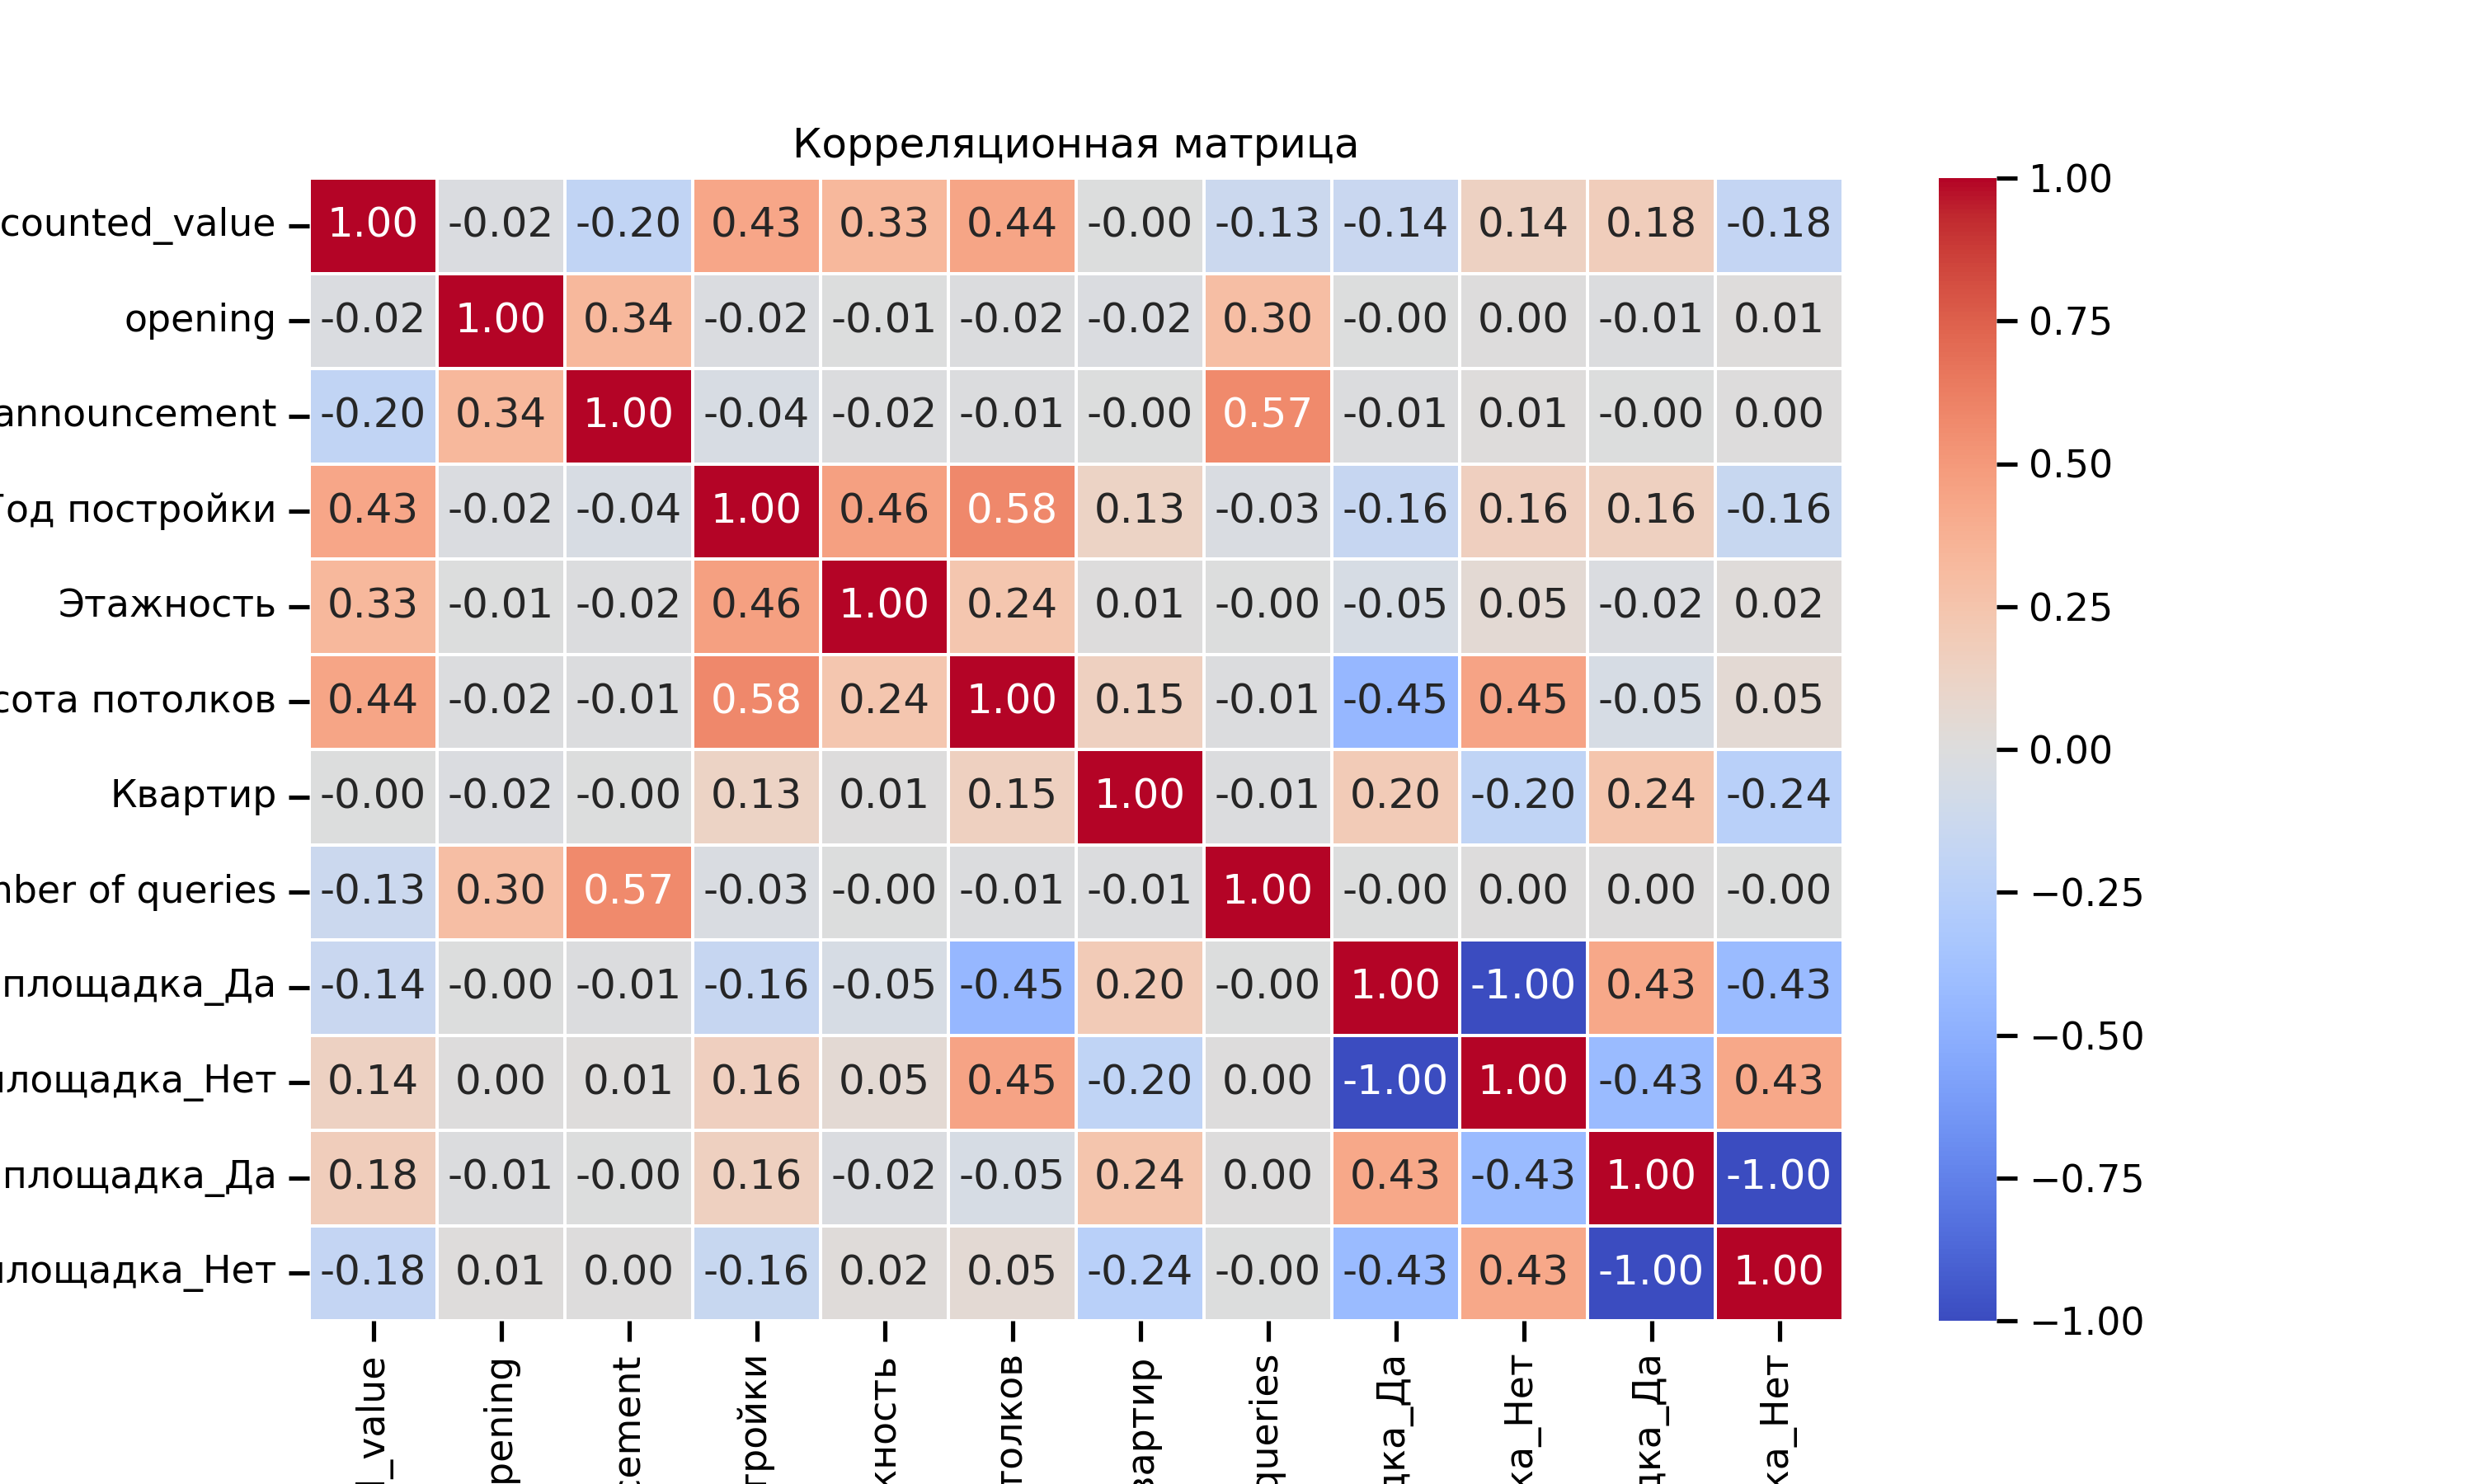 Корреляционная матрица
counted_value 1.00 -0.02 -0.20 0.43 0.33 0.44 -0.00 -0.13 -0.14 0.14 0.18 -0.18
opening -0.02 1.00 0.34 -0.02 -0.01 -0.02 -0.02 0.30 -0.00 0.00 -0.01 0.01
announcement -0.20 0.34 1.00 -0.04 -0.02 -0.01 -0.00 0.57 -0.01 0.01 -0.00 0.00
Год постройки 0.43 -0.02 -0.04 1.00 0.46 0.58 0.13 -0.03 -0.16 0.16 0.16 -0.16
Этажность 0.33 -0.01 -0.02 0.46 1.00 0.24 0.01 -0.00 -0.05 0.05 -0.02 0.02
сота потолков 0.44 -0.02 -0.01 0.58 0.24 1.00 0.15 -0.01 -0.45 0.45 -0.05 0.05
Квартир -0.00 -0.02 -0.00 0.13 0.01 0.15 1.00 -0.01 0.20 -0.20 0.24 -0.24
mber of queries -0.13 0.30 0.57 -0.03 -0.00 -0.01 -0.01 1.00 -0.00 0.00 0.00 -0.00
площадка_Да -0.14 -0.00 -0.01 -0.16 -0.05 -0.45 0.20 -0.00 1.00 -1.00 0.43 -0.43
площадка_Нет 0.14 0.00 0.01 0.16 0.05 0.45 -0.20 0.00 -1.00 1.00 -0.43 0.43
площадка_Да 0.18 -0.01 -0.00 0.16 -0.02 -0.05 0.24 0.00 0.43 -0.43 1.00 -1.00
площадка_Нет -0.18 0.01 0.00 -0.16 0.02 0.05 -0.24 -0.00 -0.43 0.43 -1.00 1.00
_value
pening
cement
тройки
жность
толков
вартир
queries
дка_Да
ка_Нет
дка_Да
ка_Нет
1.00
0.75
0.50
0.25
0.00
−0.25
−0.50
−0.75
−1.00